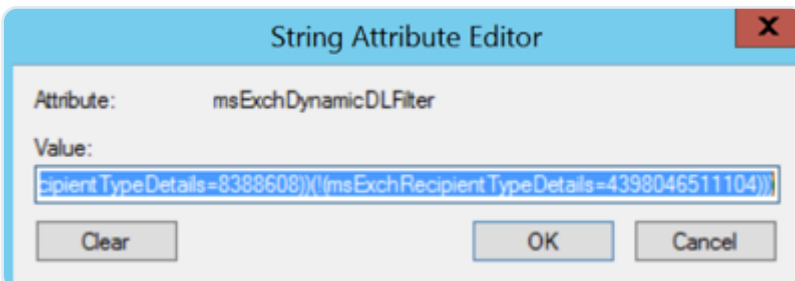 String Attribute Editor
X
Attribute: msExchDynamicDLFilter
Value:
cipientTypeDetails=8388608))(!(msExchRecipientTypeDetails=4398046511104)))
Clear OK Cancel